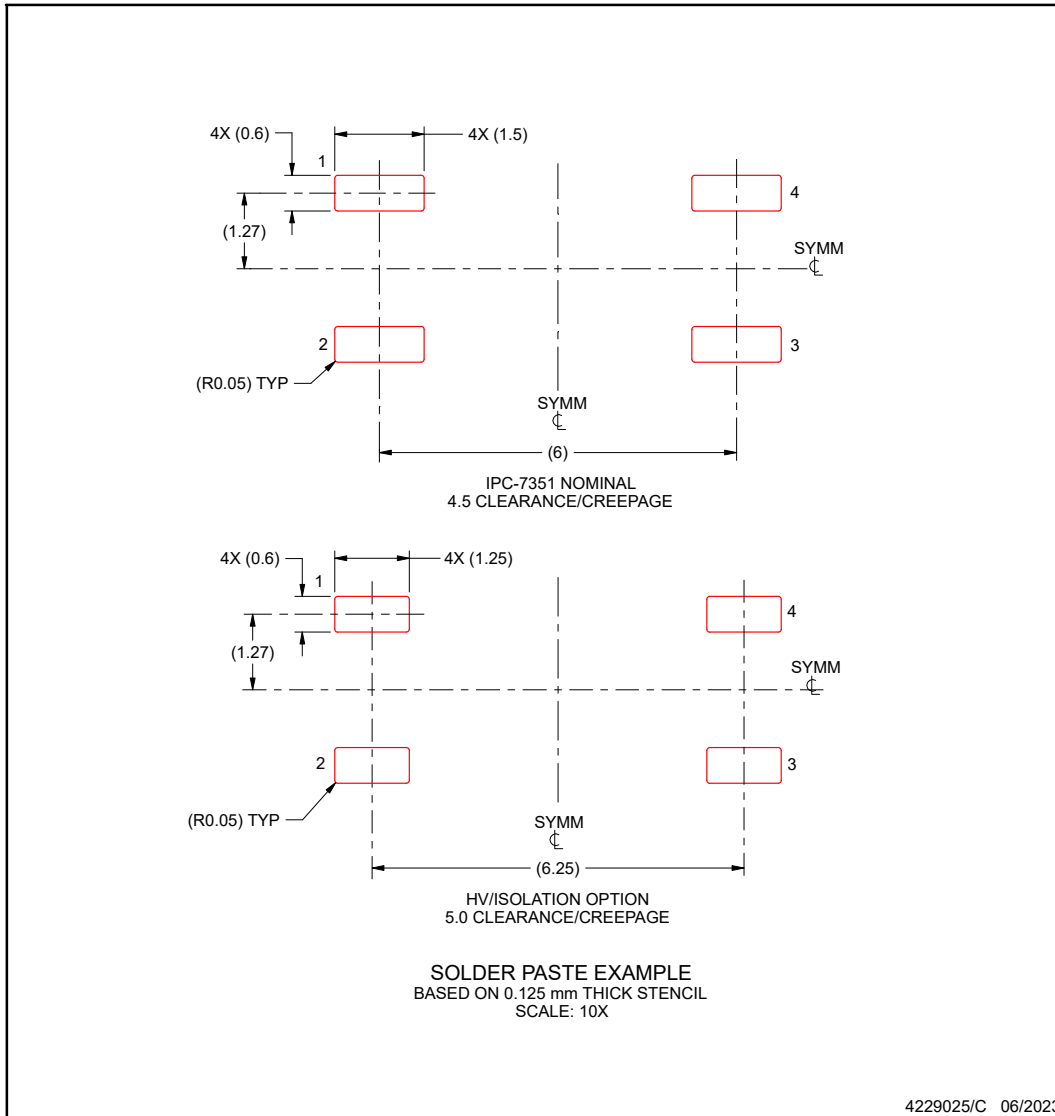 4X (0.6)
4X (1.5)
1
4
(1.27)
SYMM
℄
2
3
(R0.05) TYP
SYMM
℄
(6)
IPC-7351 NOMINAL
4.5 CLEARANCE/CREEPAGE
4X (0.6)
4X (1.25)
1
4
(1.27)
SYMM
℄
2
3
(R0.05) TYP
SYMM
℄
(6.25)
HV/ISOLATION OPTION
5.0 CLEARANCE/CREEPAGE
SOLDER PASTE EXAMPLE
BASED ON 0.125 mm THICK STENCIL
SCALE: 10X
4229025/C 06/2023